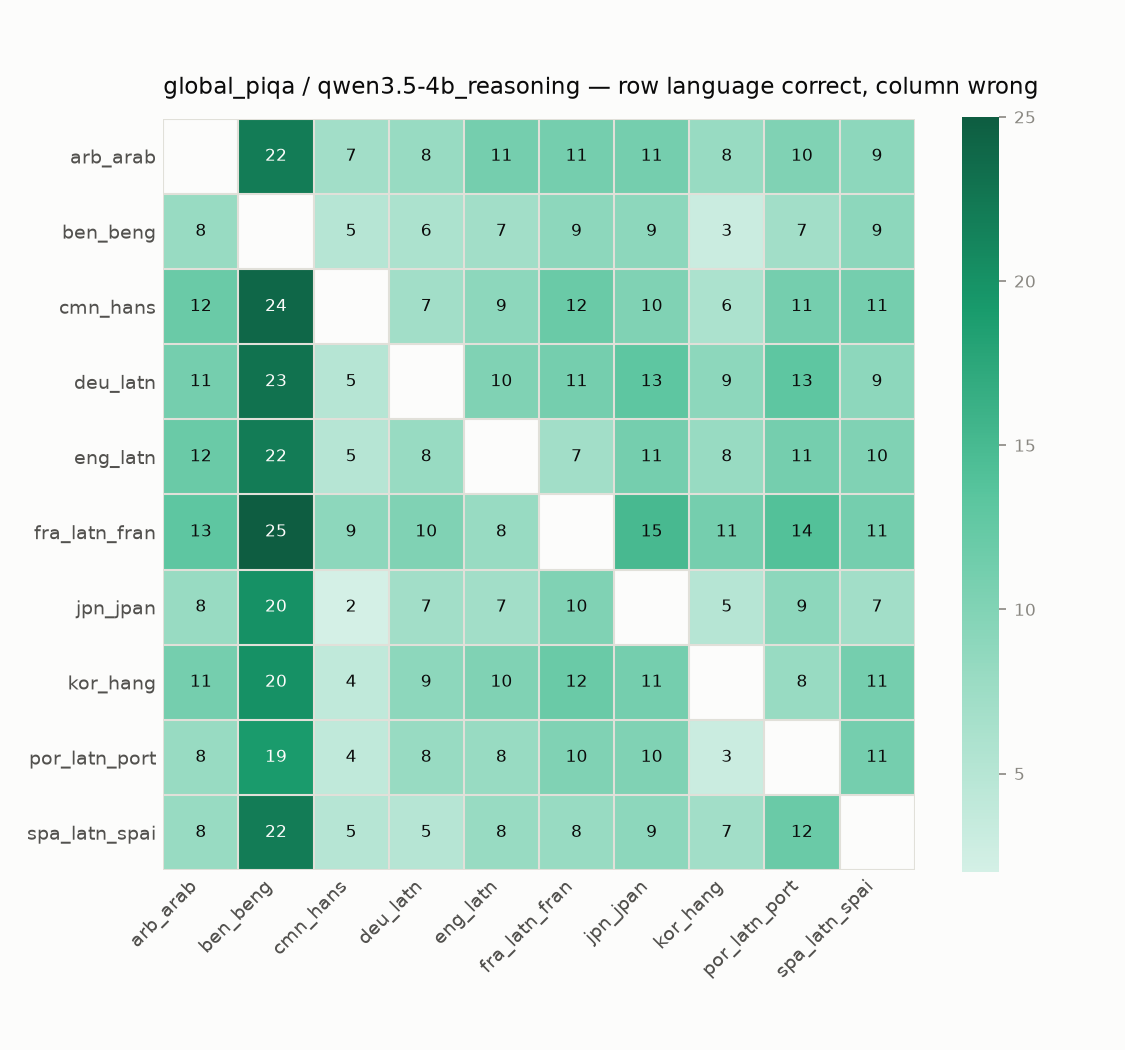 global_piqa / qwen3.5-4b_reasoning — row language correct, column wrong
25
arb_arab 22 7 8 11 11 11 8 10 9
ben_beng 8 5 6 7 9 9 3 7 9
20
cmn_hans 12 24 7 9 12 10 6 11 11
deu_latn 11 23 5 10 11 13 9 13 9
15
eng_latn 12 22 5 8 7 11 8 11 10
fra_latn_fran 13 25 9 10 8 15 11 14 11
10
jpn_jpan 8 20 2 7 7 10 5 9 7
kor_hang 11 20 4 9 10 12 11 8 11
por_latn_port 8 19 4 8 8 10 10 3 11
5
spa_latn_spai 8 22 5 5 8 8 9 7 12
arb_arab ben_beng cmn_hans deu_latn eng_latn fra_latn_fran jpn_jpan kor_hang por_latn_port spa_latn_spai